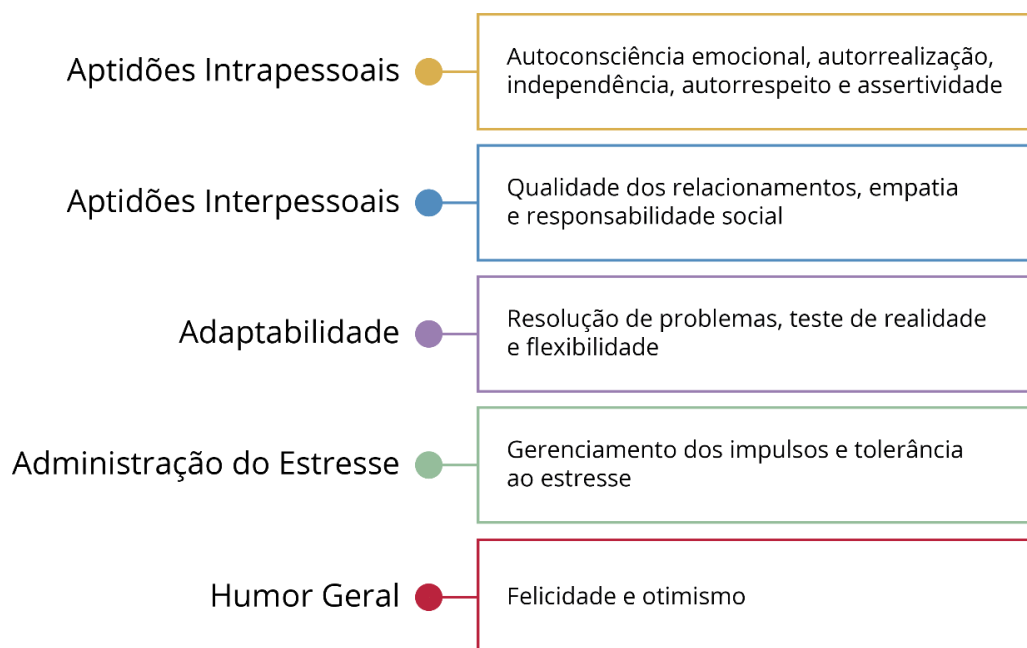 Aptidões Intrapessoais
Autoconsciência emocional, autorrealização,
independência, autorrespeito e assertividade
Aptidões Interpessoais
Qualidade dos relacionamentos, empatia
e responsabilidade social
Adaptabilidade
Resolução de problemas, teste de realidade
e flexibilidade
Administração do Estresse
Gerenciamento dos impulsos e tolerância
ao estresse
Humor Geral
Felicidade e otimismo